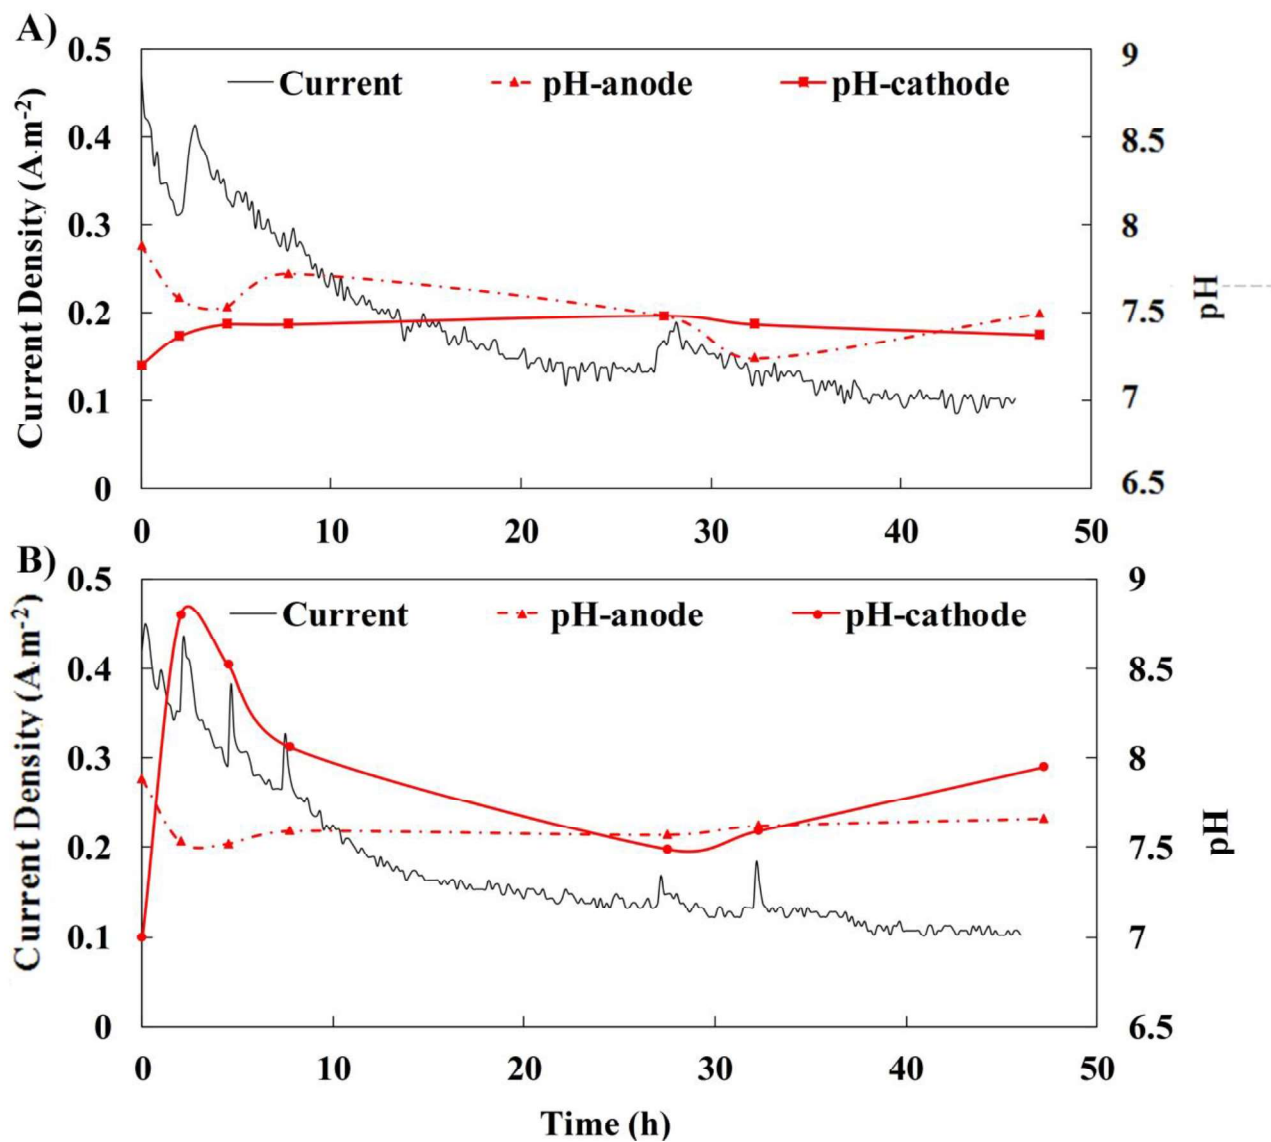 A)
Current Density (A.m-2)
0.5
0.4
0.3
0.2
0.1
0
Current
pH-anode
pH-cathode
9
8.5
8
7.5
7
6.5
pH
0 10 20 30 40 50
B)
Current Density (A.m-2)
0.5
0.4
0.3
0.2
0.1
0
Current
pH-anode
pH-cathode
9
8.5
8
7.5
7
6.5
pH
0 10 20 30 40 50
Time (h)